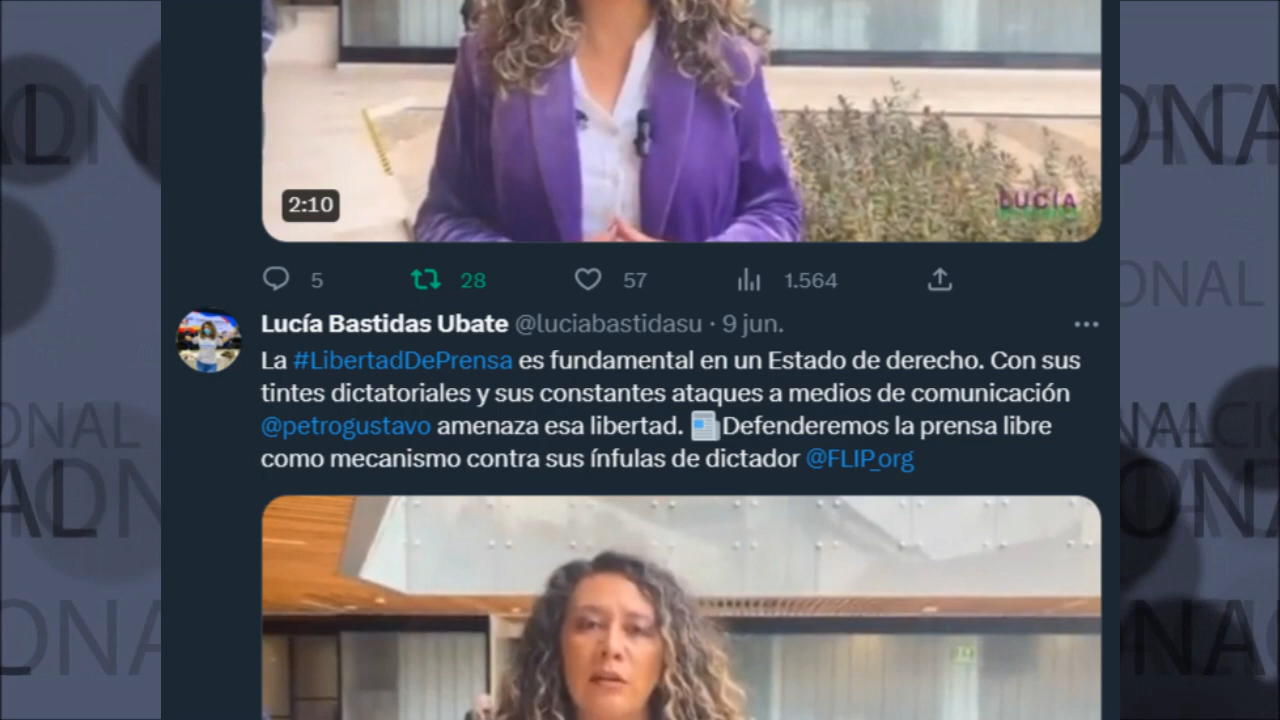 2:10
LUCÍA
5 28 57 1.564
Lucía Bastidas Ubate @luciabastidasu · 9 jun.
La #LibertadDePrensa es fundamental en un Estado de derecho. Con sus
tintes dictatoriales y sus constantes ataques a medios de comunicación
@petrogustavo amenaza esa libertad. 📰Defenderemos la prensa libre
como mecanismo contra sus ínfulas de dictador @FLIP_org